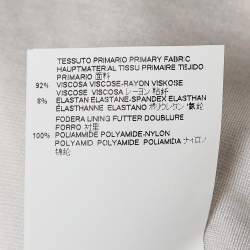 TESSUTO PRIMARIO PRIMARY FABRIC
HAUPTMATERIAL TISSU PRIMAIRE TEJIDO
PRIMARIO 面料
92% VISCOSA VISCOSE-RAYON VISKOSE
VISCOSE VISCOSA レーヨン 粘纤
8% ELASTAN ELASTANE-SPANDEX ELASTHAN
ÉLASTHANNE ELASTANO ポリウレタン 氨纶
FODERA LINING FUTTER DOUBLURE
FORRO 衬里
100% POLIAMMIDE POLYAMIDE-NYLON
POLYAMID POLYAMIDE POLIAMIDA ナイロン
锦纶